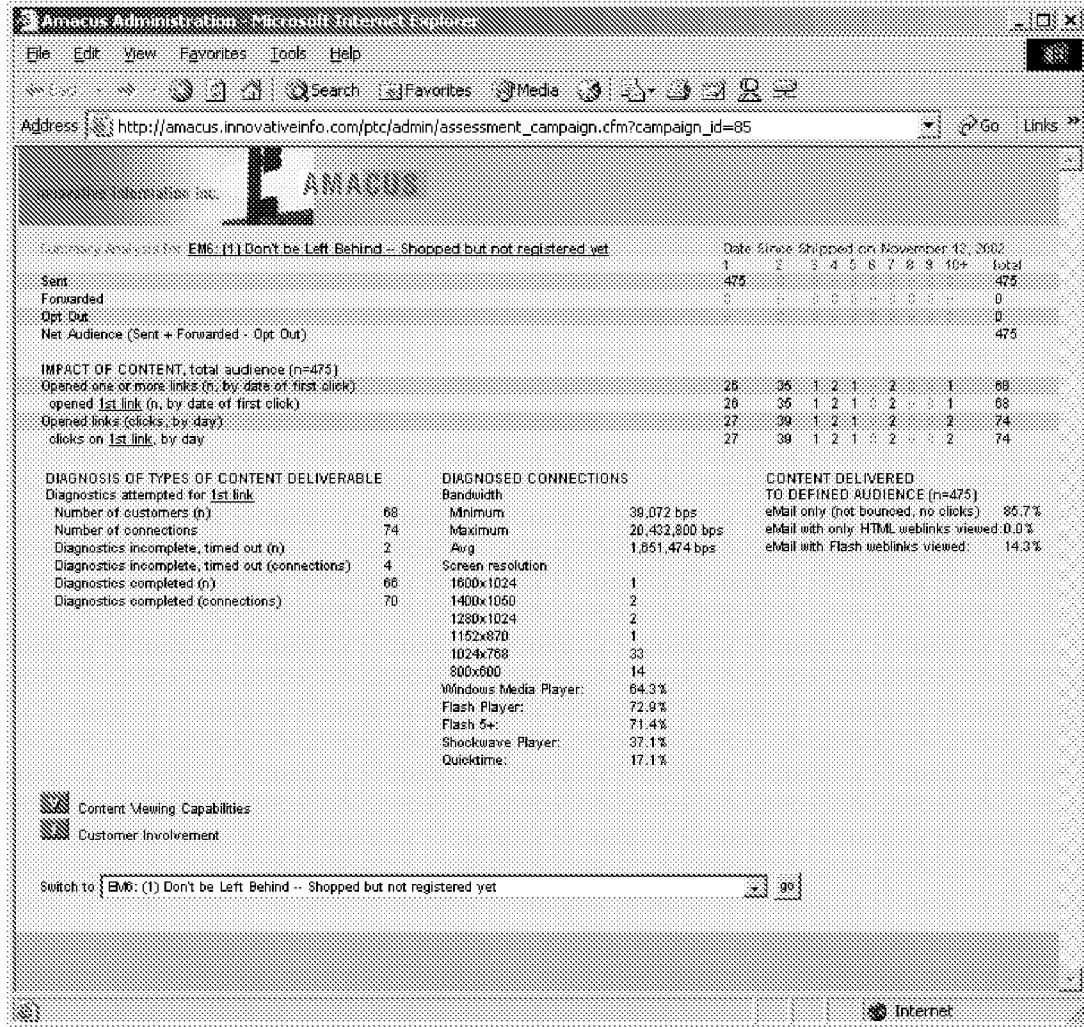 Amacus Administration - Microsoft Internet Explorer
File Edit View Favorites Tools Help
Search Favorites Media
Address http://amacus.innovativeinfo.com/ptc/admin/assessment_campaign.cfm?campaign_id=85 Go Links »
Information Inc. AMACUS
Summary Analysis for EM6: (1) Don't be Left Behind -- Shopped but not registered yet Date Since Shipped on November 2002
1 2 3 4 5 6 7 8 9 10+ total
Sent 475 475
Forwarded 0
Opt Out 0
Net Audience (Sent + Forwarded - Opt Out) 475
IMPACT OF CONTENT, total audience (n=475)
Opened one or more links (n, by date of first click) 26 35 1 2 1 2 1 68
opened 1st link (n, by date of first click) 26 35 1 2 1 2 1 68
Opened links (clicks, by day) 27 39 1 2 1 2 2 74
clicks on 1st link, by day 27 39 1 2 1 2 2 74
DIAGNOSIS OF TYPES OF CONTENT DELIVERABLE
Diagnostics attempted for 1st link
Number of customers (n) 68
Number of connections 74
Diagnostics incomplete, timed out (n) 2
Diagnostics incomplete, timed out (connections) 4
Diagnostics completed (n) 66
Diagnostics completed (connections) 70
DIAGNOSED CONNECTIONS
Bandwidth
Minimum 39,072 bps
Maximum 20,432,800 bps
Avg 1,651,474 bps
Screen resolution
1600x1024 1
1400x1050 2
1280x1024 2
1152x870 1
1024x768 33
800x600 14
Windows Media Player: 64.3%
Flash Player: 72.9%
Flash 5+: 71.4%
Shockwave Player: 37.1%
Quicktime: 17.1%
CONTENT DELIVERED
TO DEFINED AUDIENCE (n=475)
eMail only (not bounced, no clicks) 85.7%
eMail with only HTML weblinks viewed: 0.0%
eMail with Flash weblinks viewed: 14.3%
Content Viewing Capabilities
Customer Involvement
Switch to EM6: (1) Don't be Left Behind -- Shopped but not registered yet go
Internet